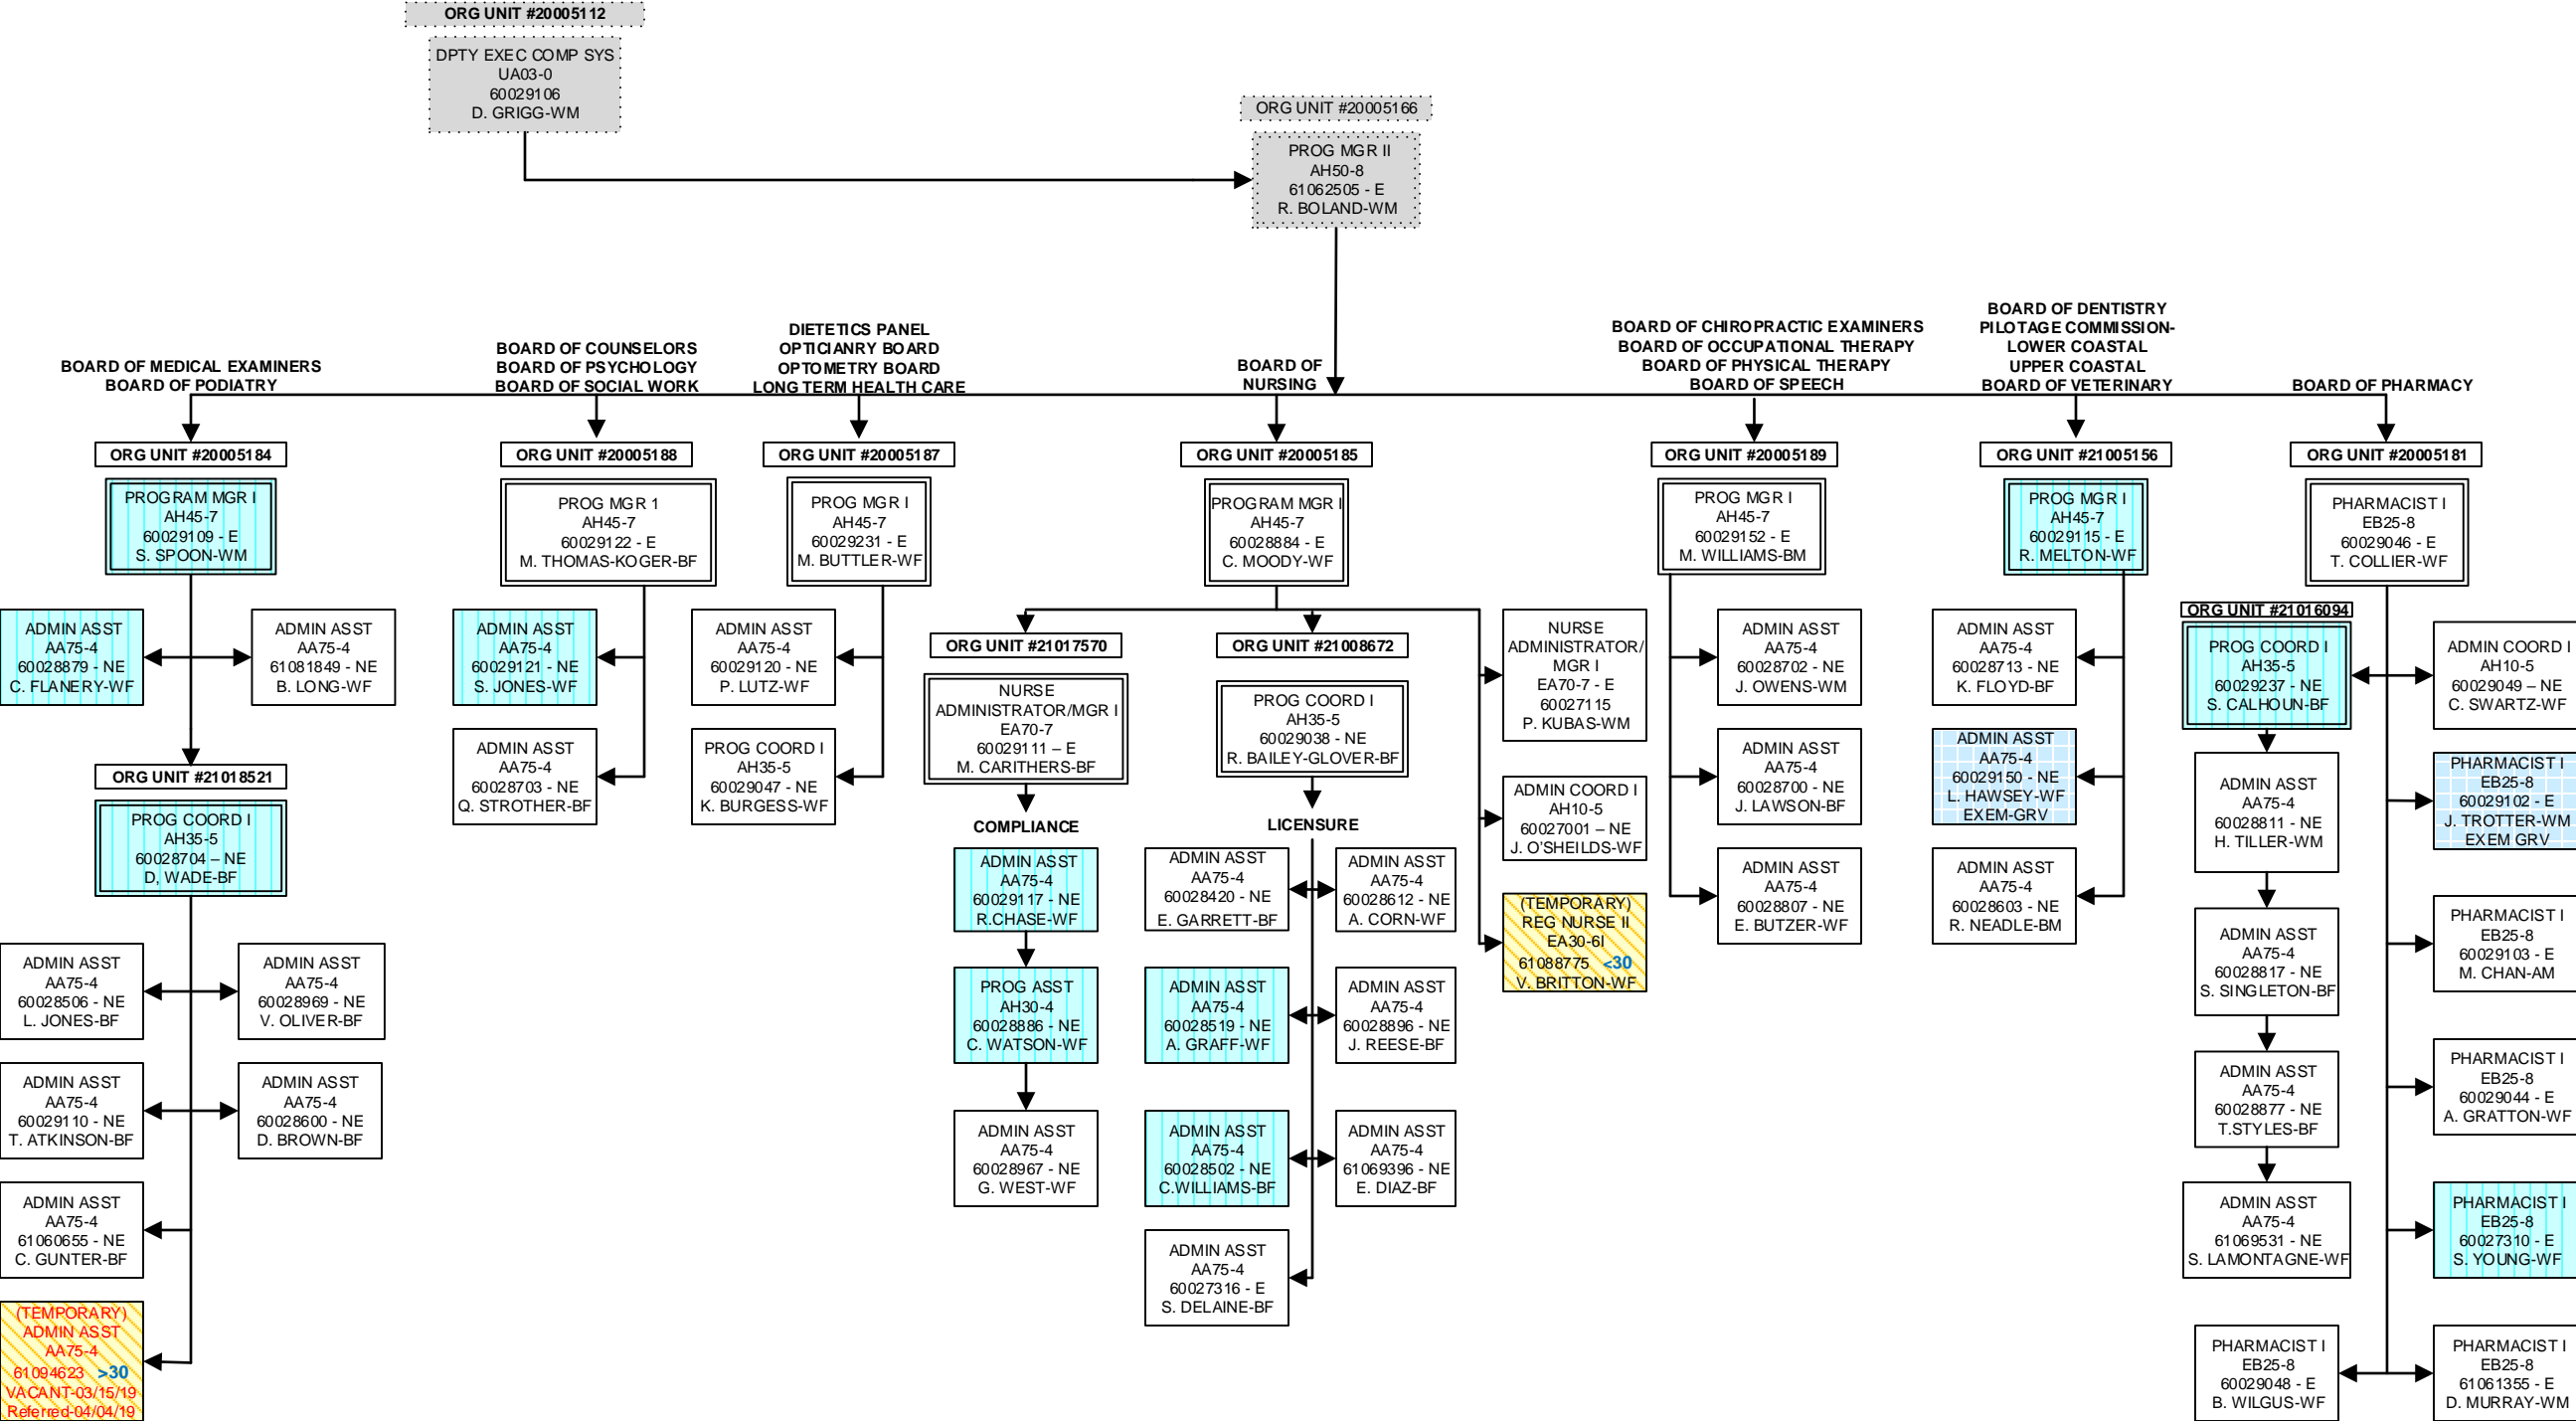 ORG UNIT #20005112
DPTY EXEC COMP SYS
UA03-0
60029106
D. GRIGG-WM
ORG UNIT #20005166
PROG MGR II
AH50-8
61062505 - E
R. BOLAND-WM
BOARD OF MEDICAL EXAMINERS
BOARD OF PODIATRY
BOARD OF COUNSELORS
BOARD OF PSYCHOLOGY
BOARD OF SOCIAL WORK
DIETETICS PANEL
OPTICIANRY BOARD
OPTOMETRY BOARD
LONG TERM HEALTH CARE
BOARD OF
NURSING
BOARD OF CHIROPRACTIC EXAMINERS
BOARD OF OCCUPATIONAL THERAPY
BOARD OF PHYSICAL THERAPY
BOARD OF SPEECH
BOARD OF DENTISTRY
PILOTAGE COMMISSION-
LOWER COASTAL
UPPER COASTAL
BOARD OF VETERINARY
BOARD OF PHARMACY
ORG UNIT #20005184
PROGRAM MGR I
AH45-7
60029109 - E
S. SPOON-WM
ADMIN ASST
AA75-4
60028879 - NE
C. FLANERY-WF
ADMIN ASST
AA75-4
61081849 - NE
B. LONG-WF
ORG UNIT #21018521
PROG COORD I
AH35-5
60028704 – NE
D, WADE-BF
ADMIN ASST
AA75-4
60028506 - NE
L. JONES-BF
ADMIN ASST
AA75-4
60028969 - NE
V. OLIVER-BF
ADMIN ASST
AA75-4
60029110 - NE
T. ATKINSON-BF
ADMIN ASST
AA75-4
60028600 - NE
D. BROWN-BF
ADMIN ASST
AA75-4
61060655 - NE
C. GUNTER-BF
(TEMPORARY)
ADMIN ASST
AA75-4
61094623 >30
VACANT-03/15/19
Referred-04/04/19
ORG UNIT #20005188
PROG MGR 1
AH45-7
60029122 - E
M. THOMAS-KOGER-BF
ADMIN ASST
AA75-4
60029121 - NE
S. JONES-WF
ADMIN ASST
AA75-4
60028703 - NE
Q. STROTHER-BF
ORG UNIT #20005187
PROG MGR I
AH45-7
60029231 - E
M. BUTTLER-WF
ADMIN ASST
AA75-4
60029120 - NE
P. LUTZ-WF
PROG COORD I
AH35-5
60029047 - NE
K. BURGESS-WF
ORG UNIT #20005185
PROGRAM MGR I
AH45-7
60028884 - E
C. MOODY-WF
ORG UNIT #21017570
NURSE
ADMINISTRATOR/MGR I
EA70-7
60029111 – E
M. CARITHERS-BF
COMPLIANCE
ADMIN ASST
AA75-4
60029117 - NE
R.CHASE-WF
PROG ASST
AH30-4
60028886 - NE
C. WATSON-WF
ADMIN ASST
AA75-4
60028967 - NE
G. WEST-WF
ORG UNIT #21008672
PROG COORD I
AH35-5
60029038 - NE
R. BAILEY-GLOVER-BF
LICENSURE
ADMIN ASST
AA75-4
60028420 - NE
E. GARRETT-BF
ADMIN ASST
AA75-4
60028612 - NE
A. CORN-WF
ADMIN ASST
AA75-4
60028519 - NE
A. GRAFF-WF
ADMIN ASST
AA75-4
60028896 - NE
J. REESE-BF
ADMIN ASST
AA75-4
60028502 - NE
C.WILLIAMS-BF
ADMIN ASST
AA75-4
61069396 - NE
E. DIAZ-BF
ADMIN ASST
AA75-4
60027316 - E
S. DELAINE-BF
NURSE
ADMINISTRATOR/
MGR I
EA70-7 - E
60027115
P. KUBAS-WM
ADMIN COORD I
AH10-5
60027001 – NE
J. O'SHEILDS-WF
(TEMPORARY)
REG NURSE II
EA30-6I
61088775 <30
V. BRITTON-WF
ORG UNIT #20005189
PROG MGR I
AH45-7
60029152 - E
M. WILLIAMS-BM
ADMIN ASST
AA75-4
60028702 - NE
J. OWENS-WM
ADMIN ASST
AA75-4
60028700 - NE
J. LAWSON-BF
ADMIN ASST
AA75-4
60028807 - NE
E. BUTZER-WF
ORG UNIT #21005156
PROG MGR I
AH45-7
60029115 - E
R. MELTON-WF
ADMIN ASST
AA75-4
60028713 - NE
K. FLOYD-BF
ADMIN ASST
AA75-4
60029150 - NE
L. HAWSEY-WF
EXEM-GRV
ADMIN ASST
AA75-4
60028603 - NE
R. NEADLE-BM
ORG UNIT #20005181
PHARMACIST I
EB25-8
60029046 - E
T. COLLIER-WF
ORG UNIT #21016094
PROG COORD I
AH35-5
60029237 - NE
S. CALHOUN-BF
ADMIN ASST
AA75-4
60028811 - NE
H. TILLER-WM
ADMIN ASST
AA75-4
60028817 - NE
S. SINGLETON-BF
ADMIN ASST
AA75-4
60028877 - NE
T.STYLES-BF
ADMIN ASST
AA75-4
61069531 - NE
S. LAMONTAGNE-WF
ADMIN COORD I
AH10-5
60029049 – NE
C. SWARTZ-WF
PHARMACIST I
EB25-8
60029102 - E
J. TROTTER-WM
EXEM GRV
PHARMACIST I
EB25-8
60029103 - E
M. CHAN-AM
PHARMACIST I
EB25-8
60029044 - E
A. GRATTON-WF
PHARMACIST I
EB25-8
60027310 - E
S. YOUNG-WF
PHARMACIST I
EB25-8
60029048 - E
B. WILGUS-WF
PHARMACIST I
EB25-8
61061355 - E
D. MURRAY-WM